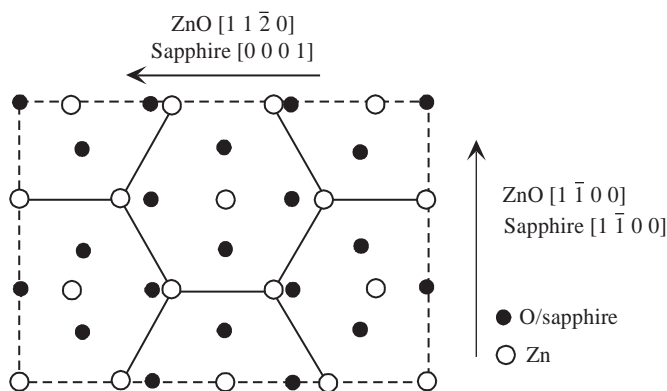 ZnO [1 1 2̄ 0]
Sapphire [0 0 0 1]
ZnO [1 1̄ 0 0]
Sapphire [1 1̄ 0 0]
O/sapphire
Zn